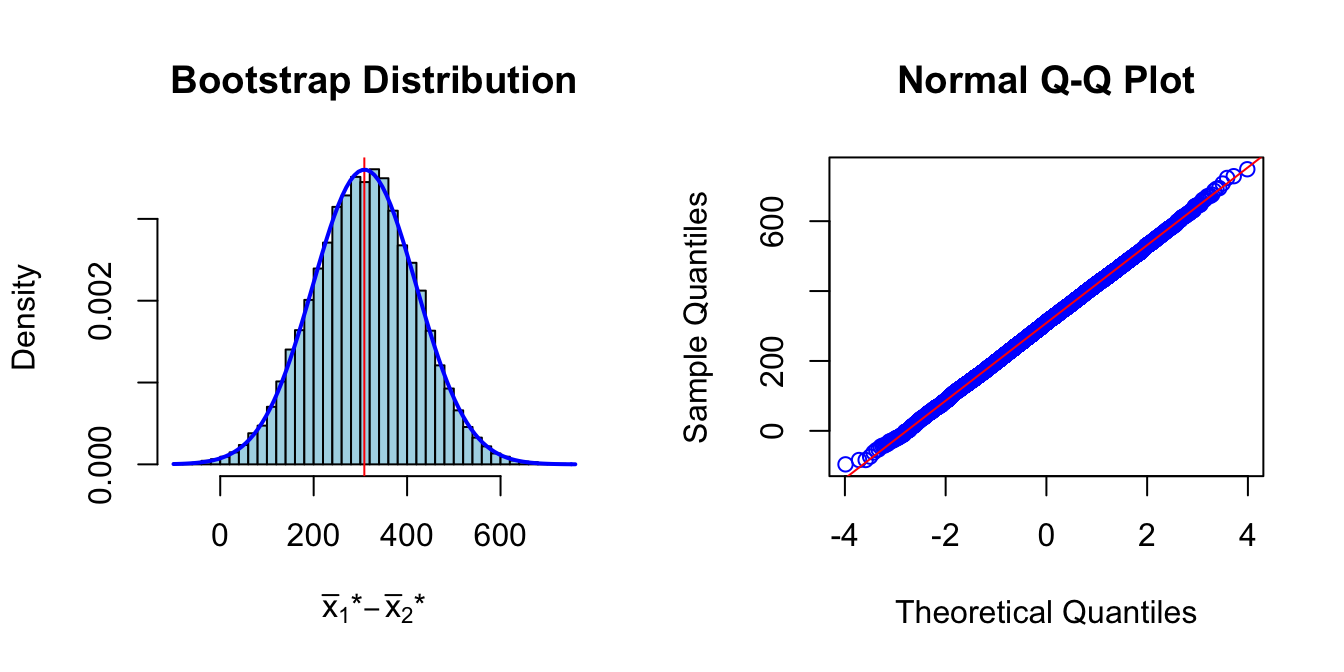 Bootstrap Distribution
Density
0.000 0.002
0 200 400 600
x̅₁*−x̅₂*
Normal Q-Q Plot
Sample Quantiles
0 200 600
-4 -2 0 2 4
Theoretical Quantiles